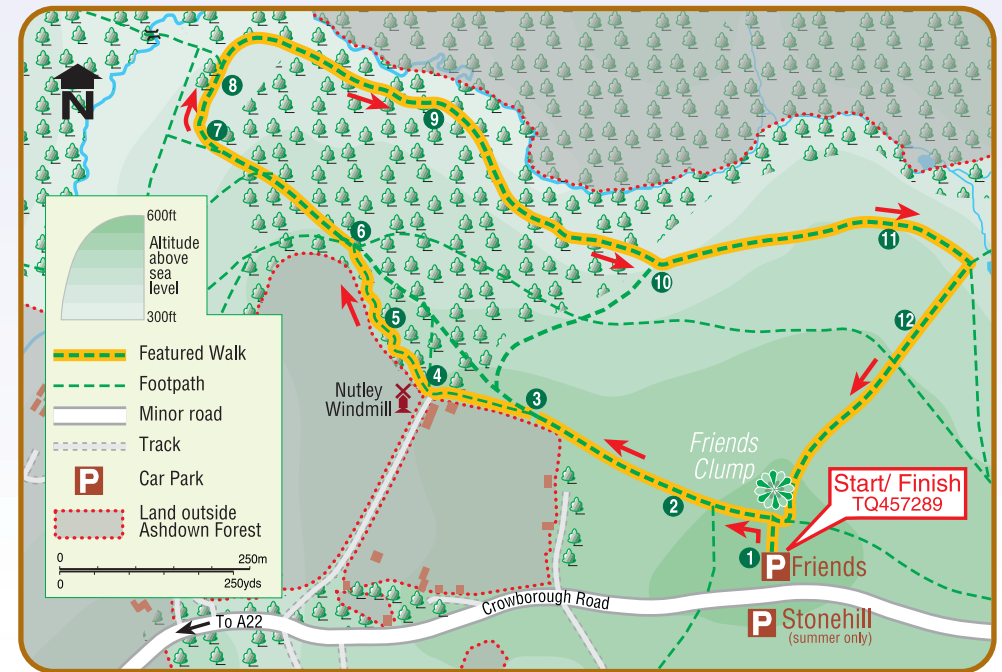 N
8
9
7
6
5
4
3
2
1
10
11
12
600ft
Altitude
above
sea
level
300ft
Featured Walk
Footpath
Minor road
Track
P
Car Park
Land outside
Ashdown Forest
0
250m
0
250yds
To A22
Nutley
Windmill
Friends
Clump
Start/ Finish
TQ457289
P Friends
Crowborough Road
P Stonehill
(summer only)